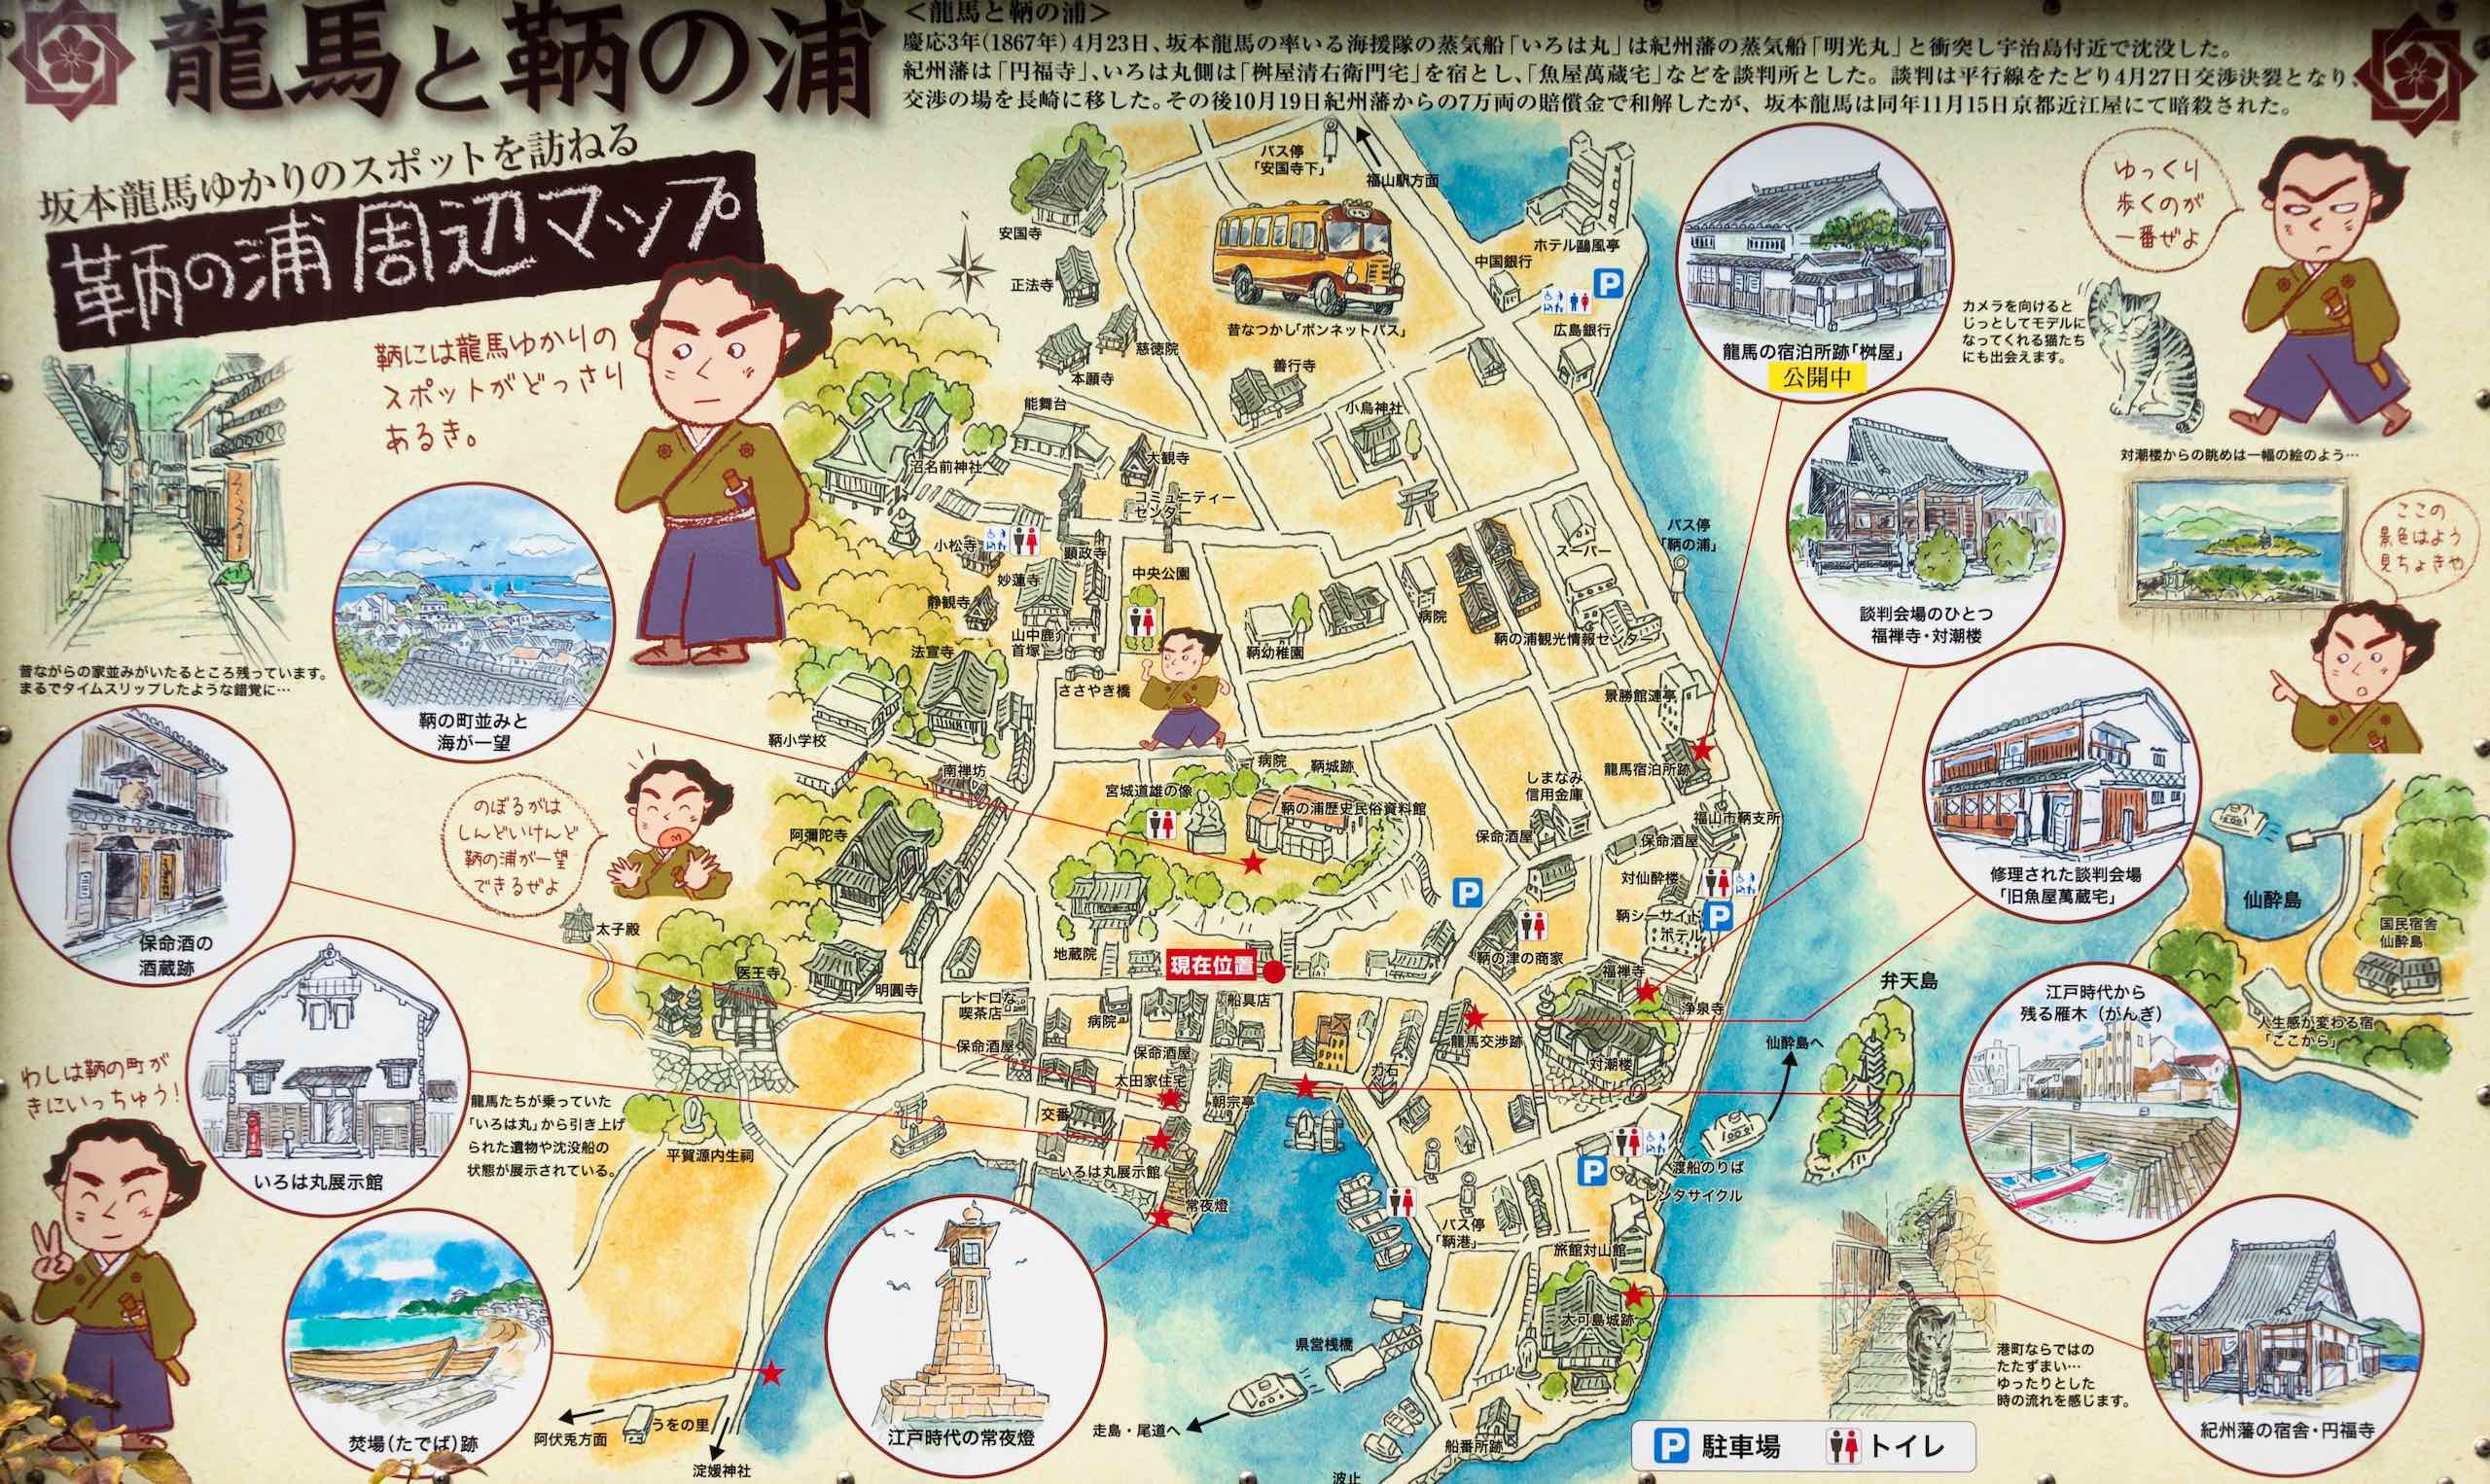 龍馬と鞆の浦
<龍馬と鞆の浦>
慶応3年(1867年)4月23日、坂本龍馬の率いる海援隊の蒸気船「いろは丸」は紀州藩の蒸気船「明光丸」と衝突し宇治島付近で沈没した。
紀州藩は「円福寺」、いろは丸側は「桝屋清右衛門宅」を宿とし、「魚屋萬蔵宅」などを談判所とした。談判は平行線をたどり4月27日交渉決裂となり、
交渉の場を長崎に移した。その後10月19日紀州藩からの7万両の賠償金で和解したが、坂本龍馬は同年11月15日京都近江屋にて暗殺された。
坂本龍馬ゆかりのスポットを訪ねる
鞆の浦 周辺マップ
鞆には龍馬ゆかりの
スポットがどっさり
あるき。
昔ながらの家並みがいたるところ残っています。
まるでタイムスリップしたような錯覚に…
鞆の町並みと
海が一望
のぼるがは
しんどいけんど
鞆の浦が一望
できるぜよ
保命酒の
酒蔵跡
いろは丸展示館
龍馬たちが乗っていた
「いろは丸」から引き上げ
られた遺物や沈没船の
状態が展示されている。
わしは鞆の町が
きにいっちゅう!
焚場(たでば)跡
江戸時代の常夜燈
N
バス停
「安国寺下」
福山駅方面
安国寺
正法寺
慈徳院
本願寺
昔なつかし「ボンネットバス」
善行寺
ホテル鷗風亭
中国銀行
P
広島銀行
能舞台
小烏神社
沼名前神社
大観寺
コミュニティー
センター
小松寺
顕政寺
妙蓮寺
静観寺
山中鹿介
首塚
法宣寺
ささやき橋
中央公園
鞆幼稚園
病院
スーパー
鞆の浦観光情報センター
バス停
「鞆の浦」
景勝館漣亭
龍馬宿泊所跡
鞆小学校
南禅坊
病院
鞆城跡
宮城道雄の像
鞆の浦歴史民俗資料館
しまなみ
信用金庫
保命酒屋
福山市鞆支所
保命酒屋
対仙酔楼
鞆シーサイド
ホテル
P
P
阿彌陀寺
太子殿
医王寺
明圓寺
地蔵院
現在位置
鞆の津の商家
福禅寺
浄泉寺
レトロな
喫茶店
病院
船具店
保命酒屋
保命酒屋
太田家住宅
朝宗亭
交番
力石
龍馬交渉跡
対潮楼
平賀源内生祠
いろは丸展示館
常夜燈
P
渡船のりば
レンタサイクル
バス停
「鞆港」
旅館対山館
大可島城跡
県営桟橋
走島・尾道へ
船番所跡
波止
阿伏兎方面
うをの里
淀媛神社
仙酔島へ
弁天島
仙酔島
国民宿舎
仙酔島
人生感が変わる宿
「ここから」
龍馬の宿泊所跡「桝屋」
公開中
ゆっくり
歩くのが
一番ぜよ
カメラを向けると
じっとしてモデルに
なってくれる猫たち
にも出会えます。
談判会場のひとつ
福禅寺・対潮楼
対潮楼からの眺めは一幅の絵のよう…
ここの
景色はよう
見ちょきや
修理された談判会場
「旧魚屋萬蔵宅」
江戸時代から
残る雁木(がんぎ)
港町ならではの
たたずまい…
ゆったりとした
時の流れを感じます。
紀州藩の宿舎・円福寺
P 駐車場 トイレ